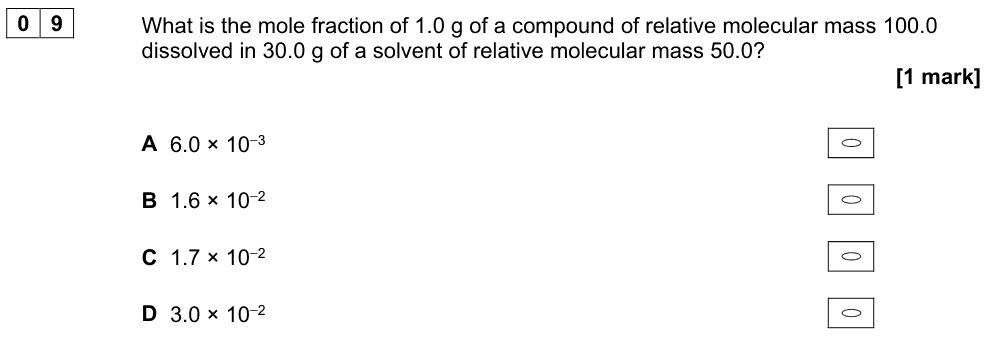 0 9 What is the mole fraction of 1.0 g of a compound of relative molecular mass 100.0
dissolved in 30.0 g of a solvent of relative molecular mass 50.0?
[1 mark]
A 6.0 × 10⁻³
B 1.6 × 10⁻²
C 1.7 × 10⁻²
D 3.0 × 10⁻²